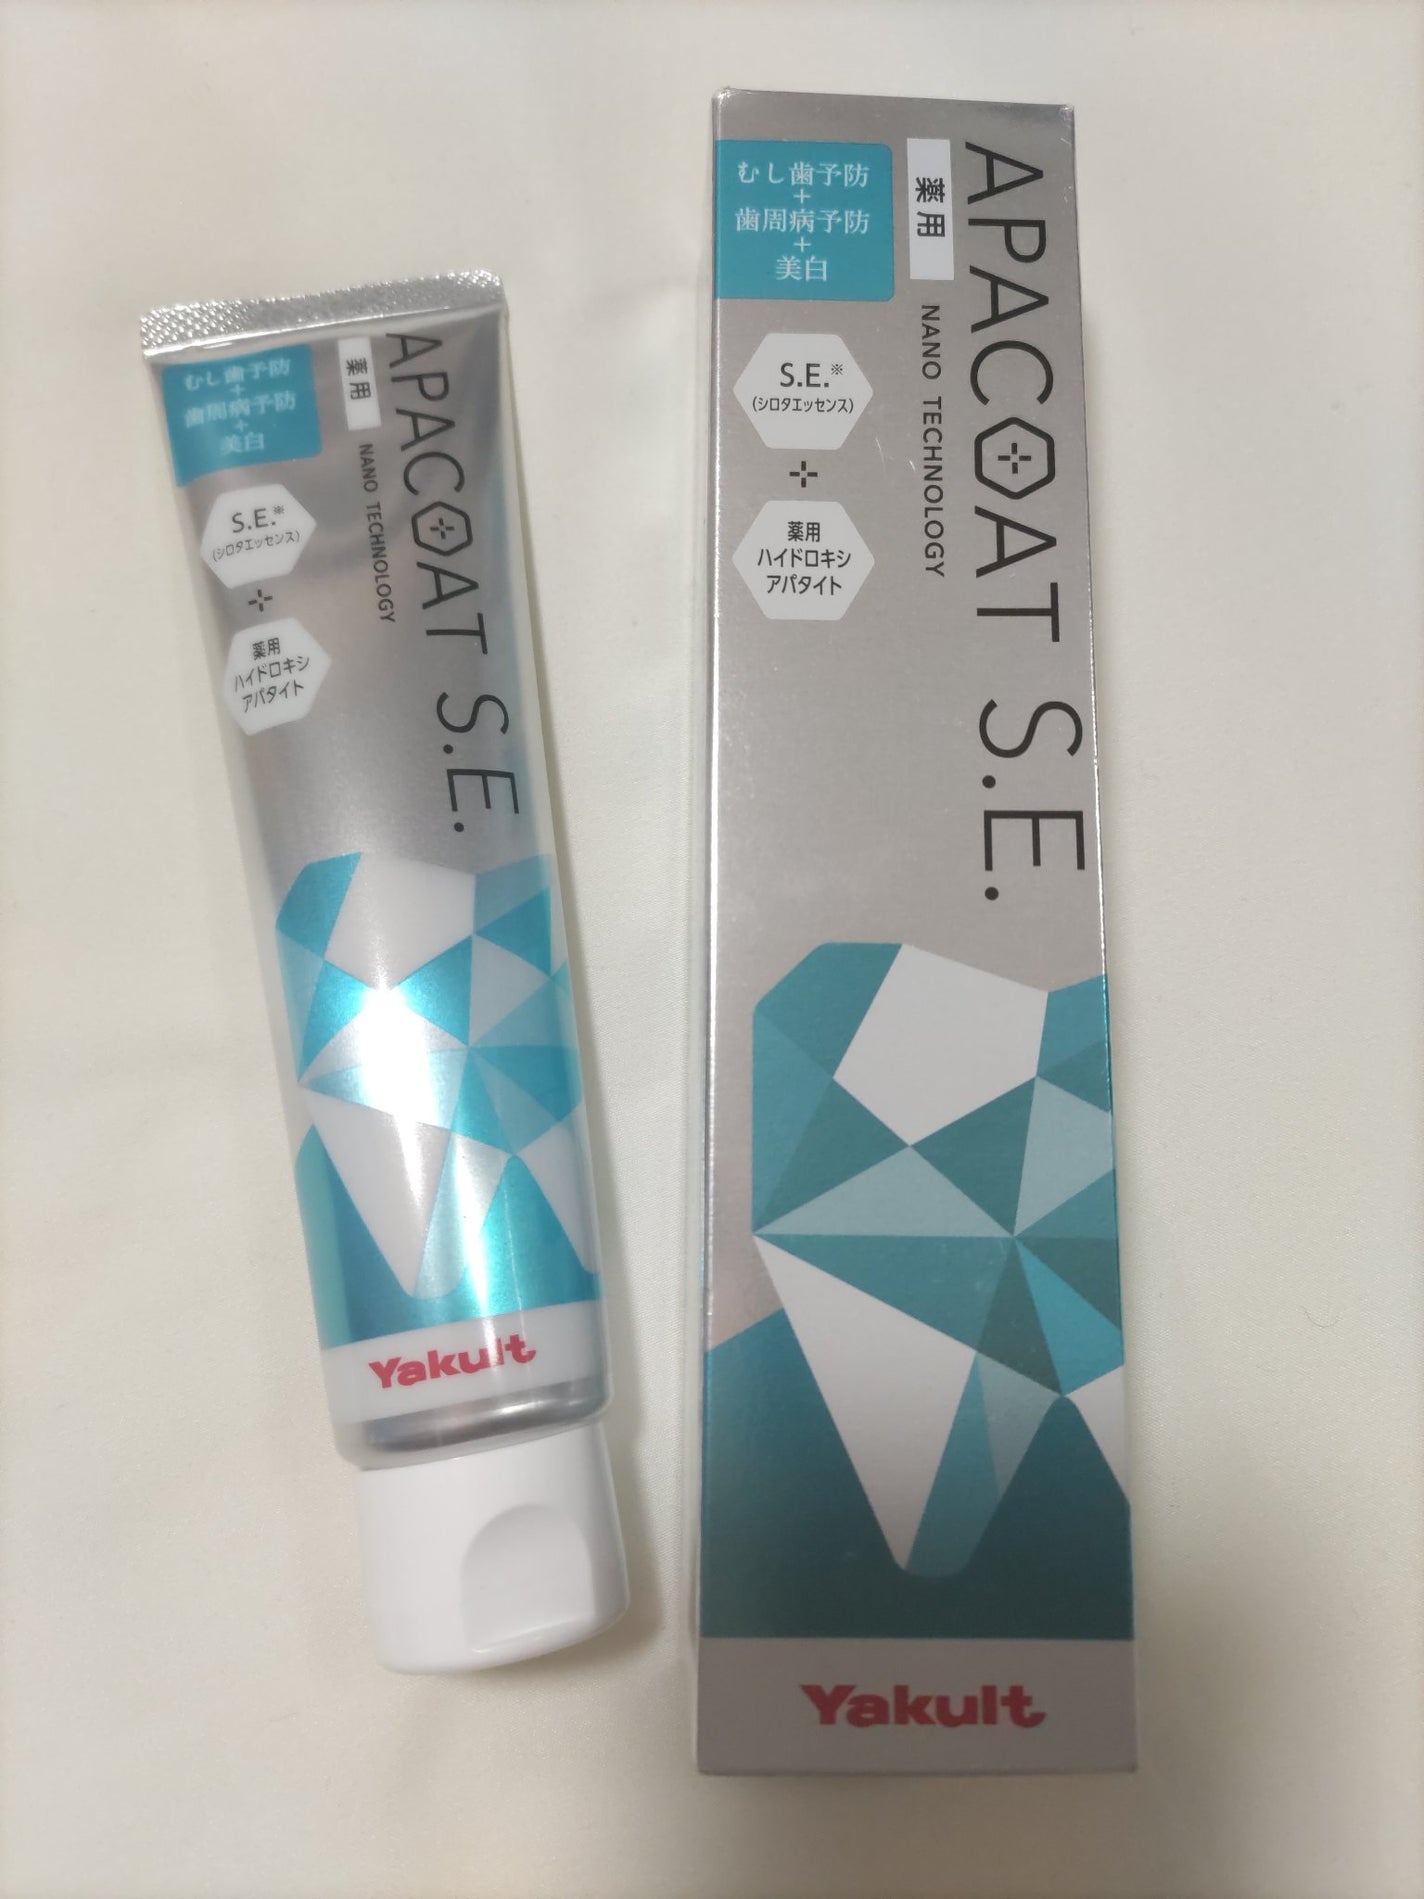 むし歯予防
+
歯周病予防
+
美白
薬用
APACOAT S.E.
NANO TECHNOLOGY
S.E.※
(シロタエッセンス)
+
薬用
ハイドロキシ
アパタイト
Yakult
むし歯予防
+
歯周病予防
+
美白
薬用
APACOAT S.E.
NANO TECHNOLOGY
S.E.※
(シロタエッセンス)
+
薬用
ハイドロキシ
アパタイト
Yakult